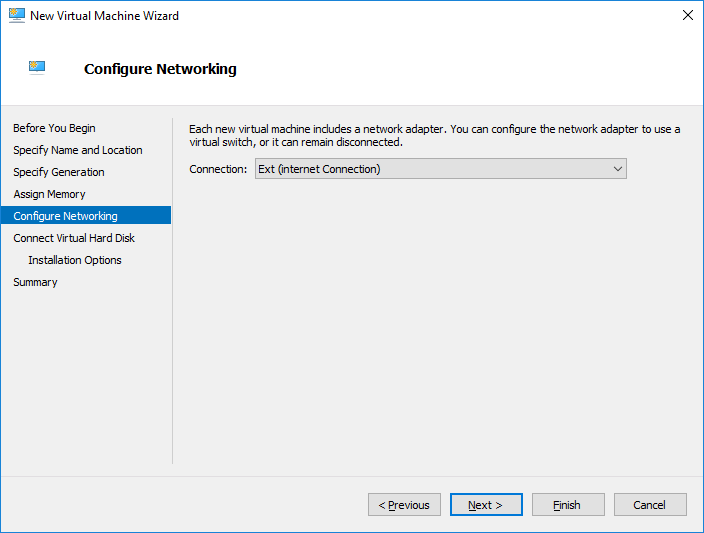 New Virtual Machine Wizard
Configure Networking
Before You Begin
Specify Name and Location
Specify Generation
Assign Memory
Configure Networking
Connect Virtual Hard Disk
Installation Options
Summary
Each new virtual machine includes a network adapter. You can configure the network adapter to use a
virtual switch, or it can remain disconnected.
Connection: Ext (internet Connection)
< Previous Next > Finish Cancel